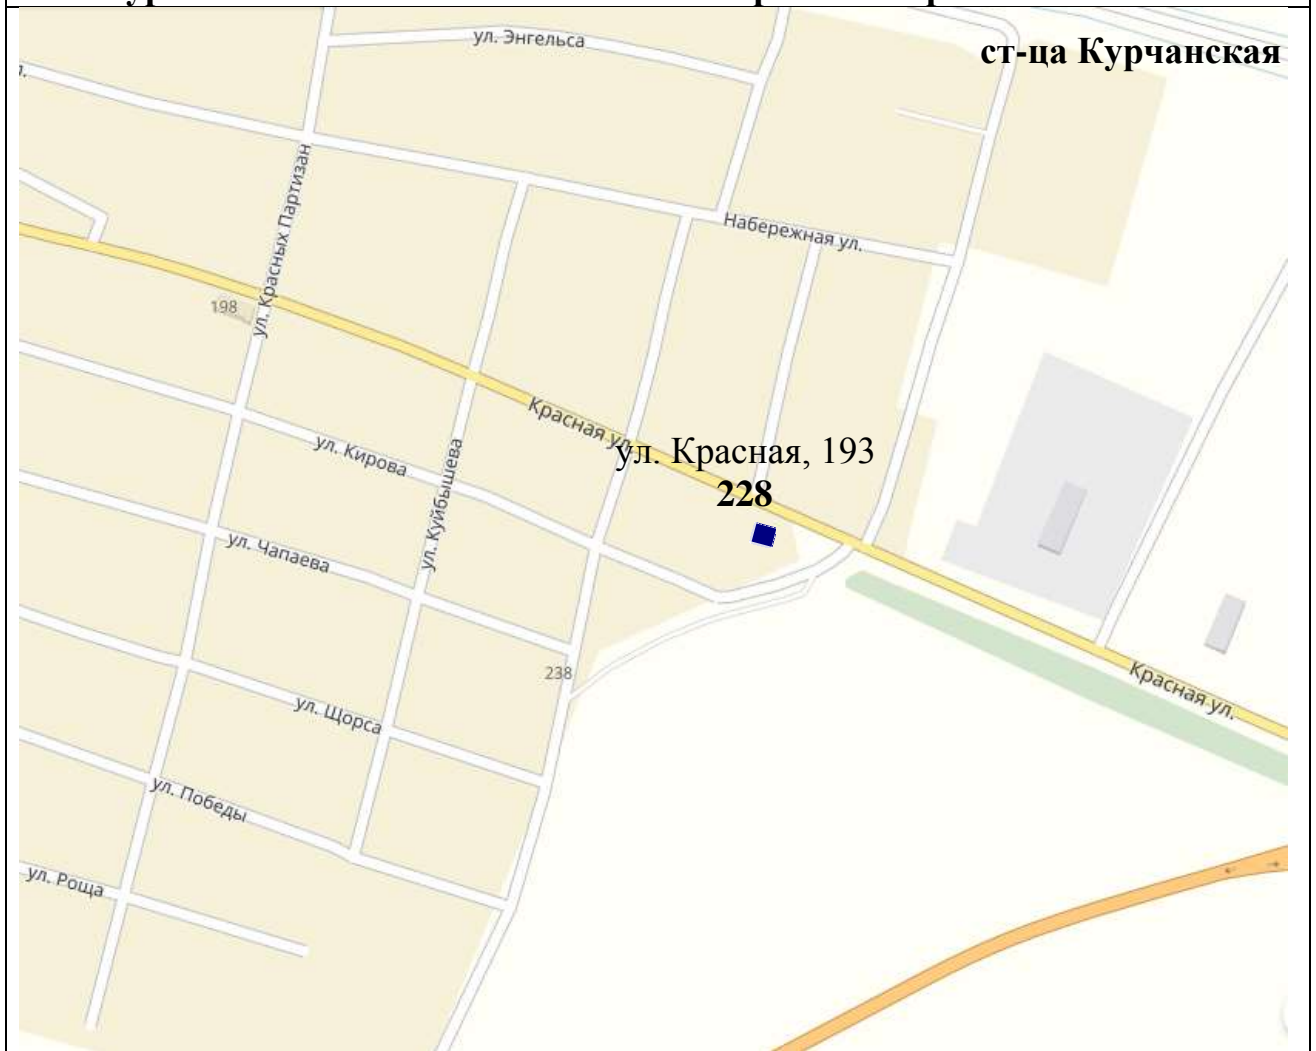 ул. Энгельса
ст-ца Курчанская
ул. Красных Партизан
Набережная ул.
198
Красная ул.
ул. Кирова
ул. Куйбышева
ул. Красная, 193
228
ул. Чапаева
238
Красная ул.
ул. Щорса
ул. Победы
ул. Роща